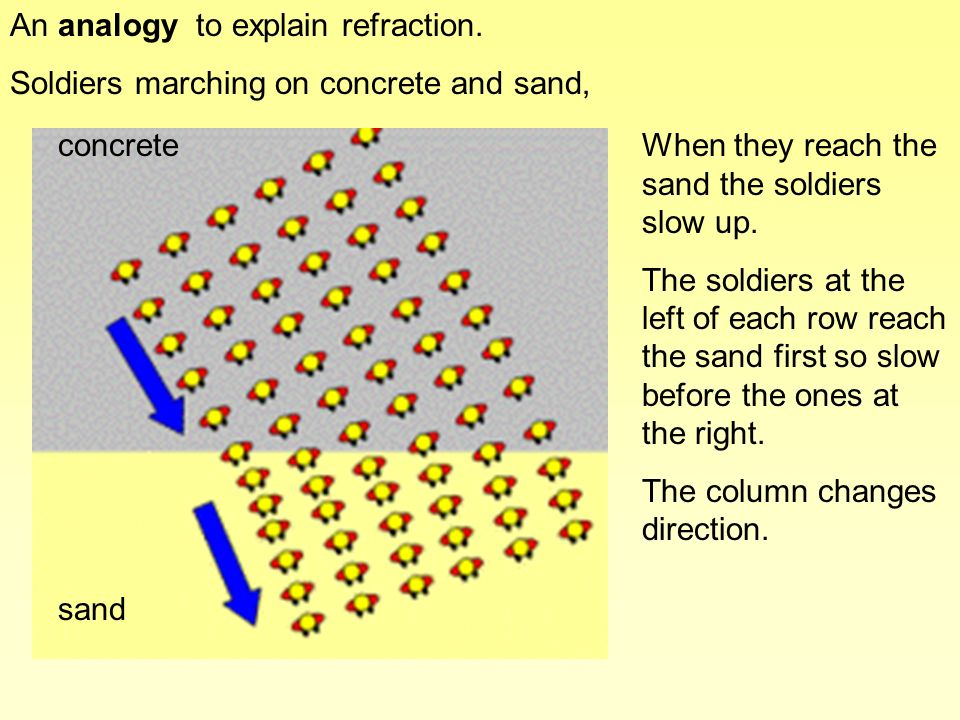 An analogy to explain refraction.
Soldiers marching on concrete and sand,
concrete
When they reach the
sand the soldiers
slow up.
The soldiers at the
left of each row reach
the sand first so slow
before the ones at
the right.
The column changes
direction.
sand